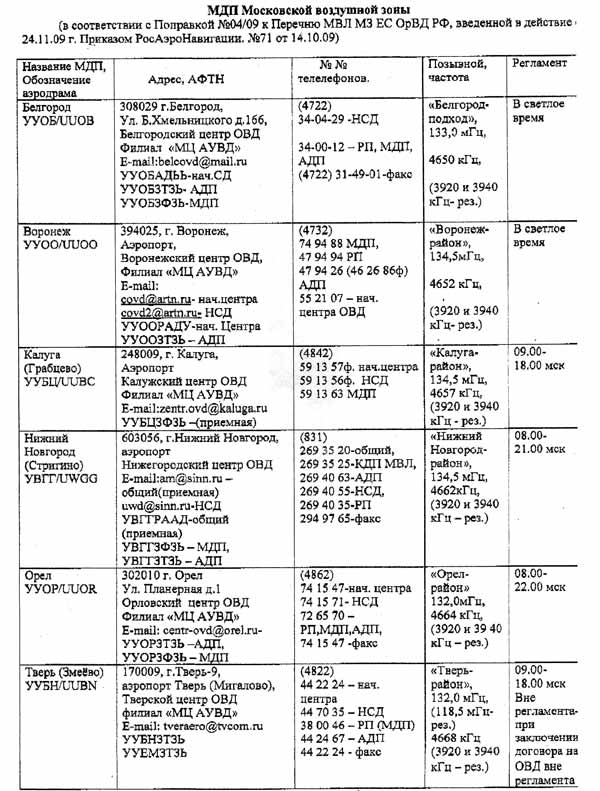 МДП Московской воздушной зоны
(в соответствии с Поправкой №04/09 к Перечню МВЛ МЗ ЕС ОрВД РФ, введенной в действие
24.11.09 г. Приказом РосАэроНавигации. №71 от 14.10.09)
Название МДП,
Обозначение
аэродрома
Адрес, АФТН
№ №
телелефонов.
Позывной,
частота
Регламент
Белгород
УУОБ/UUOB
308029 г.Белгород,
Ул. Б.Хмельницкого д.166,
Белгородский центр ОВД
Филиал «МЦ АУВД»
E-mail:belcovd@mail.ru
УУОБАДЬЬ-нач.СД
УУОБЗТЗЬ- АДП
УУОБЗФЗЬ-МДП
(4722)
34-04-29 -НСД
34-00-12 – РП, МДП,
АДП
(4722) 31-49-01-факс
«Белгород-
подход»,
133,0 мГц,
4650 кГц,
(3920 и 3940
кГц- рез.)
В светлое
время
Воронеж
УУОО/UUOO
394025, г. Воронеж,
Аэропорт,
Воронежский центр ОВД,
Филиал «МЦ АУВД»
E-mail:
covd@artn.ru- нач.центра
covd2@artn.ru- НСД
УУООРАДУ-нач. Центра
УУООЗТЗЬ – АДП
(4732)
74 94 88 МДП,
47 94 94 РП
47 94 26 (46 26 86ф)
АДП
55 21 07 – нач.
центра ОВД
«Воронеж-
район»,
134,5мГц,
4652 кГц,
(3920 и 3940
кГц- рез.)
В светлое
время
Калуга
(Грабцево)
УУБЦ/UUBC
248009, г. Калуга,
Аэропорт
Калужский центр ОВД
Филиал «МЦ АУВД»
E-mail:zentr.ovd@kaluga.ru
УУБЦЗФЗЬ –(приемная)
(4842)
59 13 57ф. нач.центра
59 13 56ф. НСД
59 13 63 МДП
«Калуга-
район»,
134,5 мГц,
4657 кГц,
(3920 и 3940
кГц - рез.)
09.00-
18.00 мск
Нижний
Новгород
(Стригино)
УВГГ/UWGG
603056, г.Нижний Новгород,
аэропорт
Нижегородский центр ОВД
E-mail:am@sinn.ru –
общий(приемная)
uwd@sinn.ru-НСД
УВГГРААД-общий
(приемная)
УВГГЗФЗЬ – МДП,
УВГГЗТЗЬ – АДП
(831)
269 35 20-общий,
269 35 25-КДП МВЛ,
269 40 63-АДП
269 40 55-НСД,
269 40 35-РП
294 97 65-факс
«Нижний
Новгород-
район»,
134,5 мГц,
4662кГц,
(3920 и 3940
кГц – рез.)
08.00-
21.00 мск
Орел
УУОР/UUOR
302010 г. Орел
Ул. Планерная д.1
Орловский центр ОВД
Филиал «МЦ АУВД»
E-mail: centr-ovd@orel.ru-
УУОРЗТЗЬ –АДП,
УУОРЗФЗЬ – МДП
(4862)
74 15 47-нач. центра
74 15 71- НСД
72 65 70 –
РП,МДП,АДП,
74 15 47 -факс
«Орел-
район»
132,0мГц,
4664 кГц,
(3920 и 39 40
кГц – рез.)
08.00-
22.00 мск
Тверь (Змеёво)
УУБН/UUBN
170009, г.Тверь-9,
аэропорт Тверь (Мигалово),
Тверской центр ОВД
филиал «МЦ АУВД»
E-mail: tveraero@tvcom.ru
УУБНЗТЗЬ
УУЕМЗТЗЬ
(4822)
44 22 24 – нач.
центра
44 70 35 – НСД
38 00 46 – РП (МДП)
44 24 67 – АДП
44 22 24 - факс
«Тверь-
район»,
132,0 мГц
(118,5 мГц-
рез.)
4668 кГц
(3920 и 3940
кГц – рез.)
09.00-
18.00 мск
Вне
регламента-
при
заключении
договора на
ОВД вне
регламента